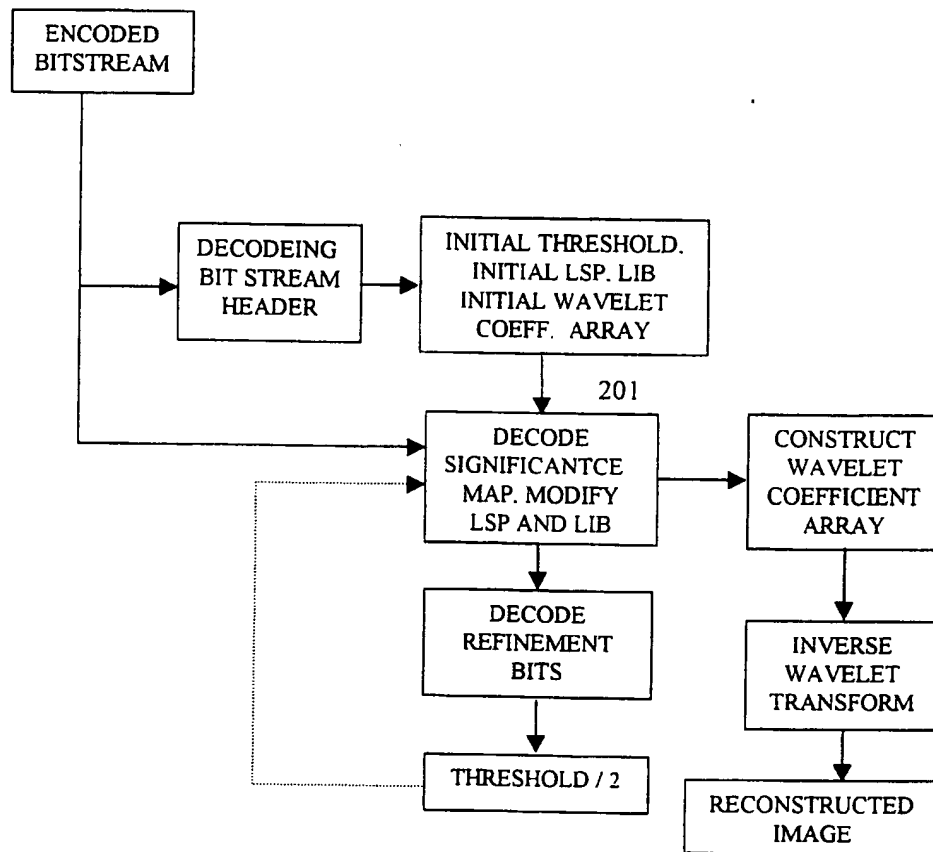 ENCODED
BITSTREAM
DECODEING
BIT STREAM
HEADER
INITIAL THRESHOLD.
INITIAL LSP. LIB
INITIAL WAVELET
COEFF. ARRAY
201
DECODE
SIGNIFICANTCE
MAP. MODIFY
LSP AND LIB
CONSTRUCT
WAVELET
COEFFICIENT
ARRAY
DECODE
REFINEMENT
BITS
INVERSE
WAVELET
TRANSFORM
THRESHOLD / 2
RECONSTRUCTED
IMAGE